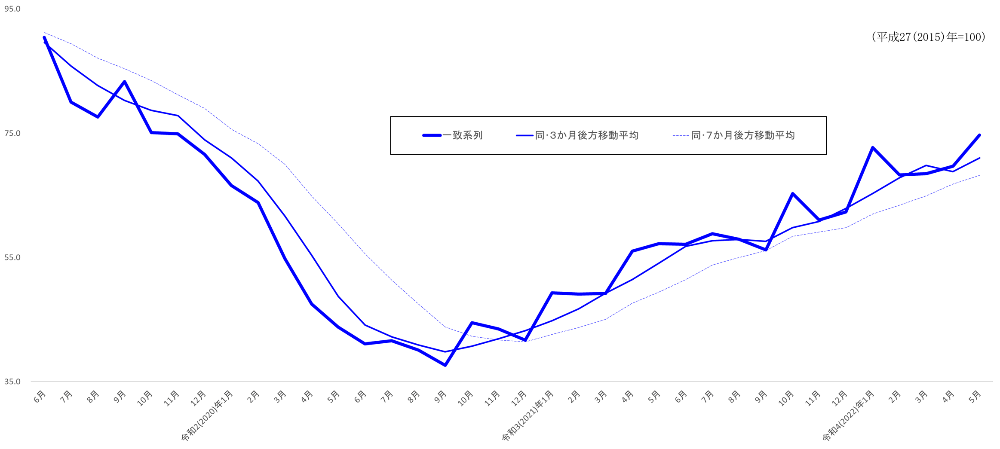 95.0
(平成27(2015)年=100)
75.0
一致系列
同・３か月後方移動平均
同・７か月後方移動平均
55.0
35.0
6月
7月
8月
9月
10月
11月
12月
令和2(2020)年1月
2月
3月
4月
5月
6月
7月
8月
9月
10月
11月
12月
令和3(2021)年1月
2月
3月
4月
5月
6月
7月
8月
9月
10月
11月
12月
令和4(2022)年1月
2月
3月
4月
5月